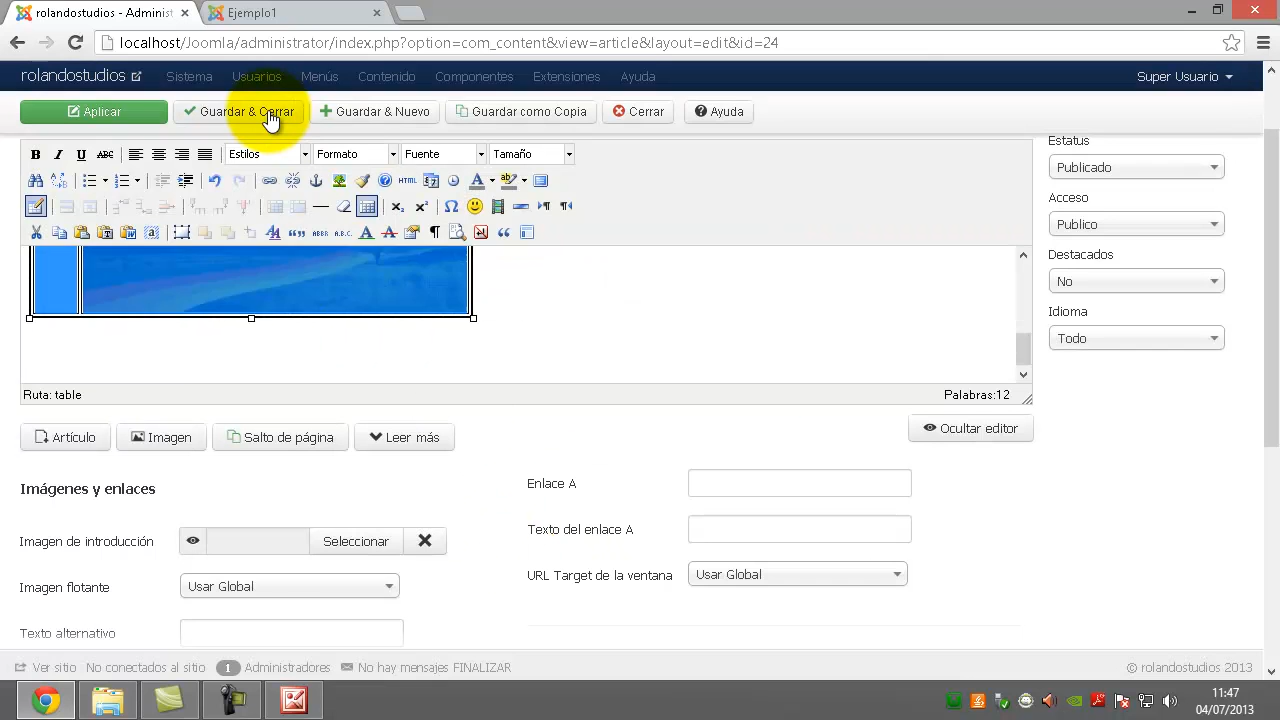 rolandostudios - Administ
Ejemplo1
localhost/Joomla/administrator/index.php?option=com_content&view=article&layout=edit&id=24
rolandostudios Sistema Usuarios Menús Contenido Componentes Extensiones Ayuda Super Usuario
Aplicar Guardar & Cerrar Guardar & Nuevo Guardar como Copia Cerrar Ayuda
Estatus
B I U ABC Estilos Formato Fuente Tamaño
Publicado
HTML
Acceso
Publico
ABBR A.B.C.
Destacados
No
Idioma
Todo
Ruta: table Palabras:12
Artículo Imagen Salto de página Leer más Ocultar editor
Imágenes y enlaces
Enlace A
Texto del enlace A
Imagen de introducción Seleccionar
URL Target de la ventana Usar Global
Imagen flotante Usar Global
Texto alternativo
Ver sitio No conectados al sitio 1 Administradores No hay mensajes FINALIZAR © rolandostudios 2013
11:47
04/07/2013